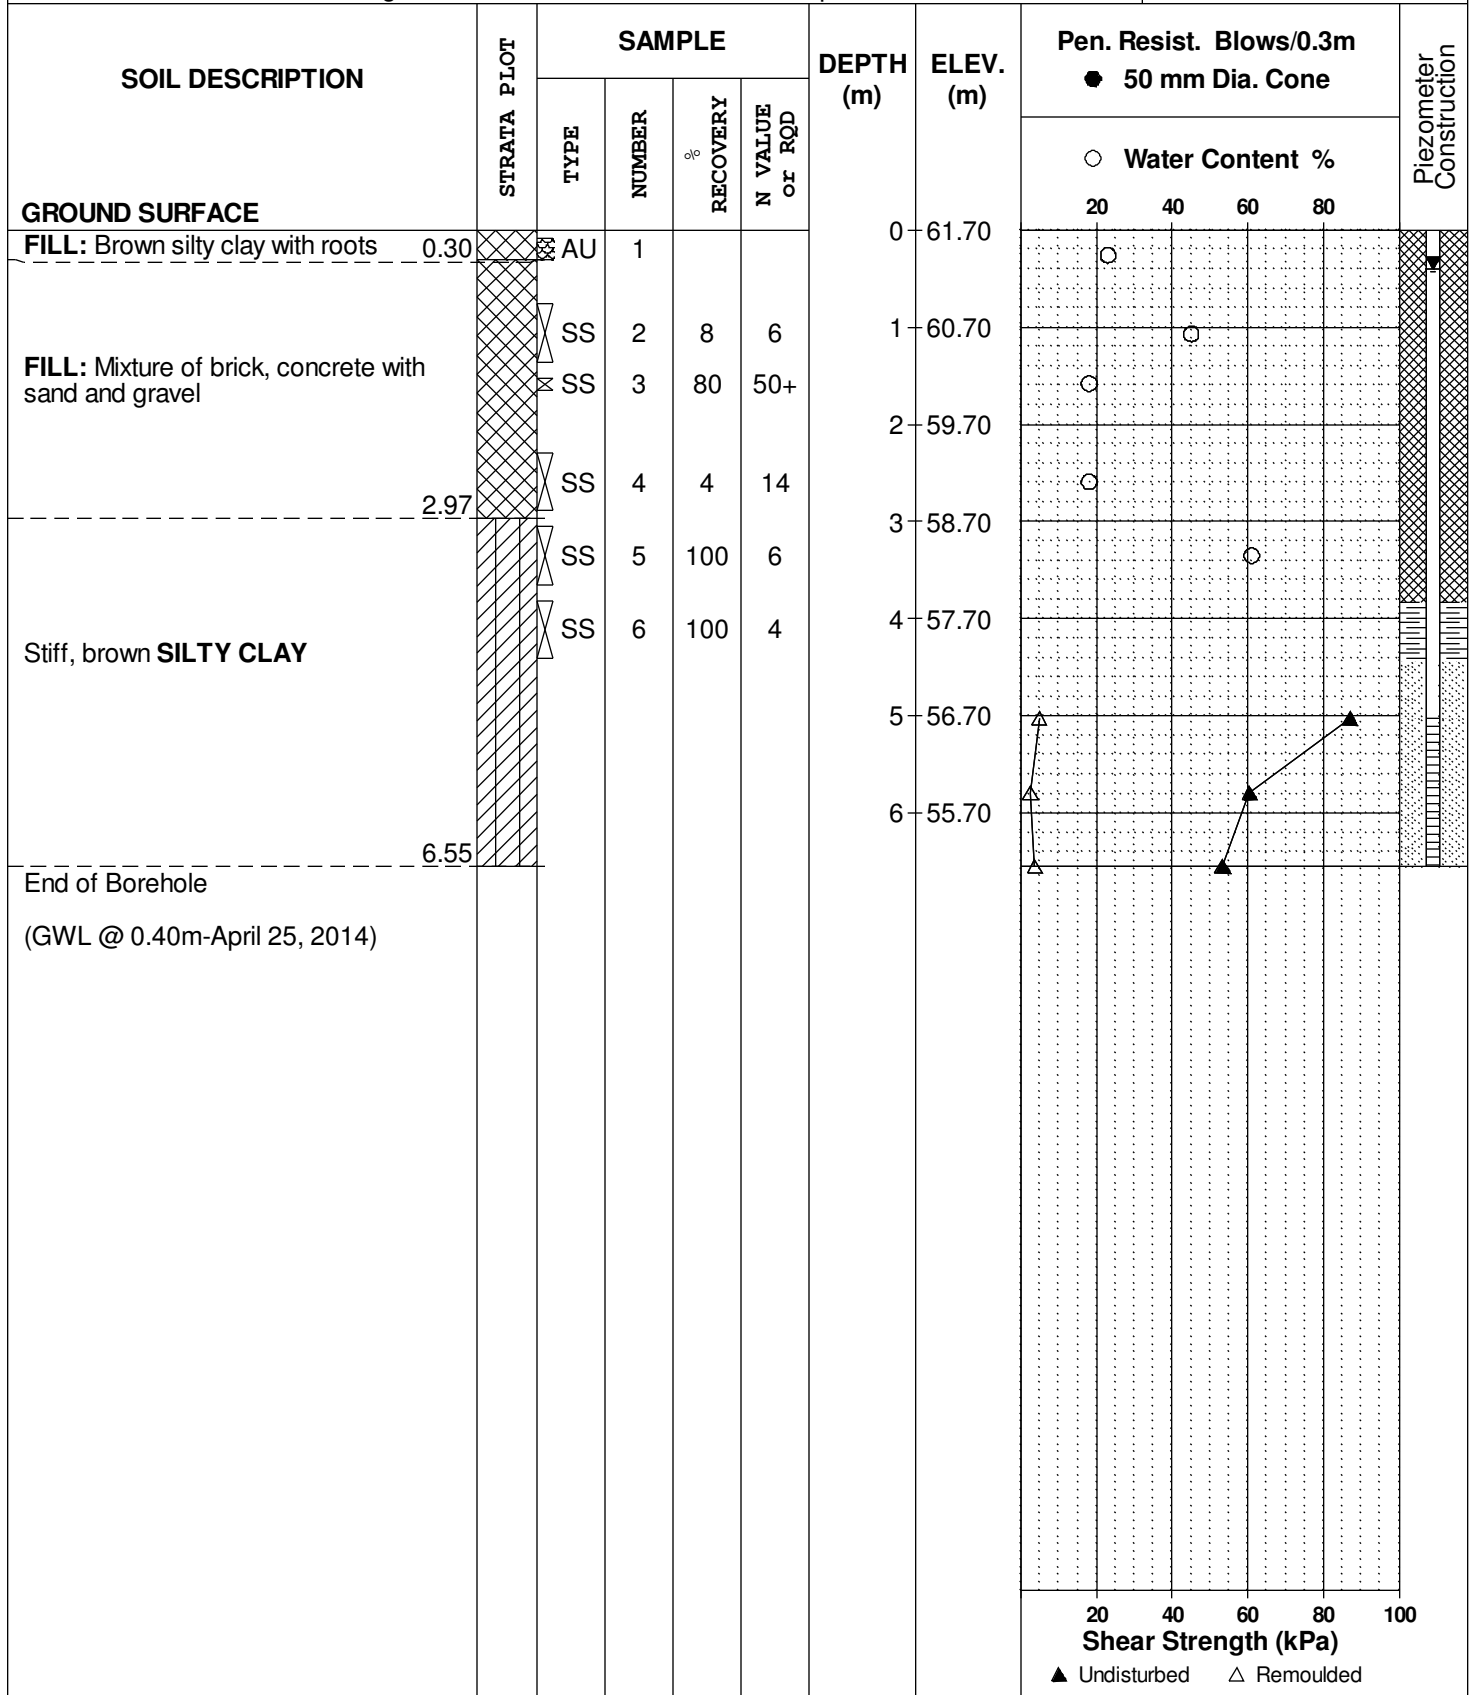 SOIL DESCRIPTION
STRATA PLOT
SAMPLE
TYPE
NUMBER
% RECOVERY
N VALUE or RQD
DEPTH (m)
ELEV. (m)
Pen. Resist. Blows/0.3m
● 50 mm Dia. Cone
○ Water Content %
20 40 60 80
Piezometer Construction
GROUND SURFACE
0 61.70
FILL: Brown silty clay with roots 0.30 AU 1
SS 2 8 6
1 60.70
FILL: Mixture of brick, concrete with
sand and gravel
SS 3 80 50+
2 59.70
SS 4 4 14
2.97
3 58.70
SS 5 100 6
4 57.70
SS 6 100 4
Stiff, brown SILTY CLAY
5 56.70
6 55.70
6.55
End of Borehole
(GWL @ 0.40m-April 25, 2014)
20 40 60 80 100
Shear Strength (kPa)
▲ Undisturbed △ Remoulded